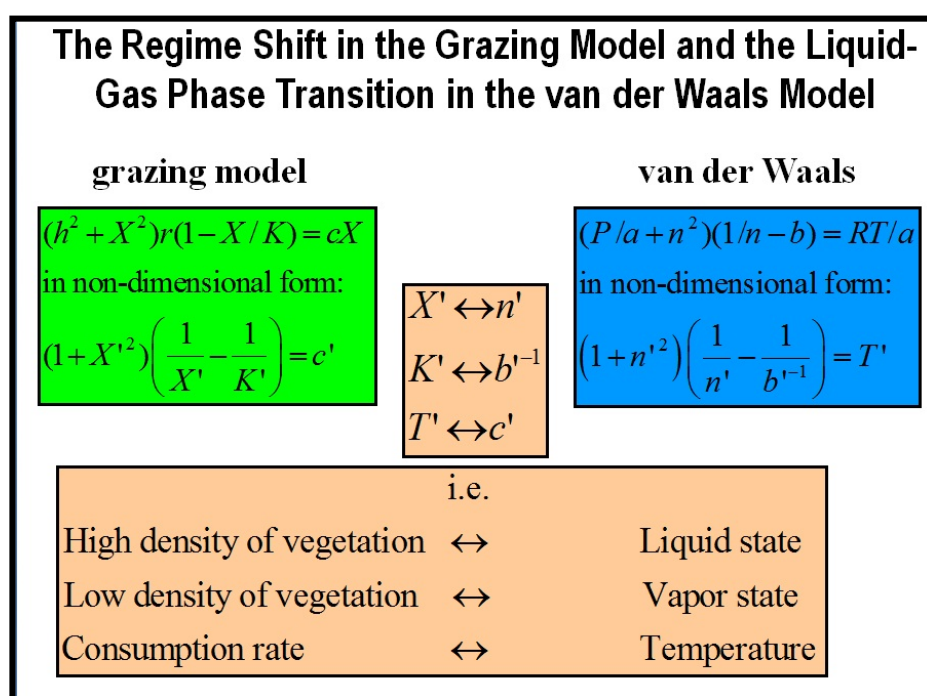 The Regime Shift in the Grazing Model and the Liquid-
Gas Phase Transition in the van der Waals Model
grazing model
(h² + X²)r(1 − X / K) = cX
in non-dimensional form:
(1 + X'²)(1/X' − 1/K') = c'
X' ↔ n'
K' ↔ b'⁻¹
T' ↔ c'
van der Waals
(P / a + n²)(1/ n − b) = RT / a
in non-dimensional form:
(1 + n'²)(1/n' − 1/b'⁻¹) = T'
i.e.
High density of vegetation ↔ Liquid state
Low density of vegetation ↔ Vapor state
Consumption rate ↔ Temperature